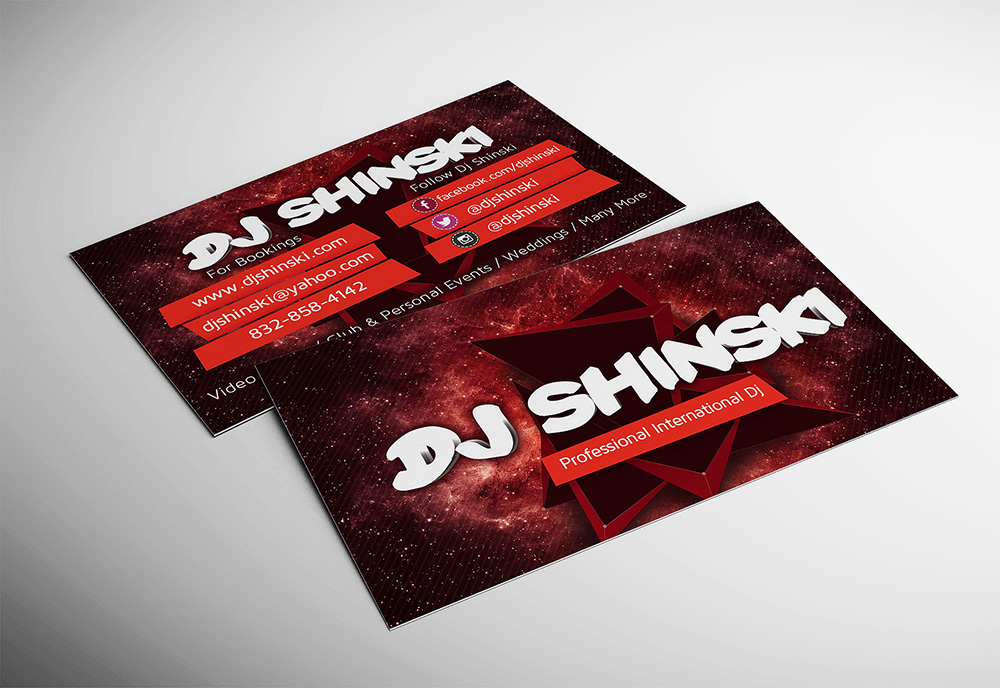 DJ SHINSKI
For Bookings
www.djshinski.com
djshinski@yahoo.com
832-858-4142
Follow Dj Shinski
facebook.com/djshinski
@djshinski
@djshinski
Video / Club & Personal Events / Weddings / Many More
DJ SHINSKI
Professional International Dj